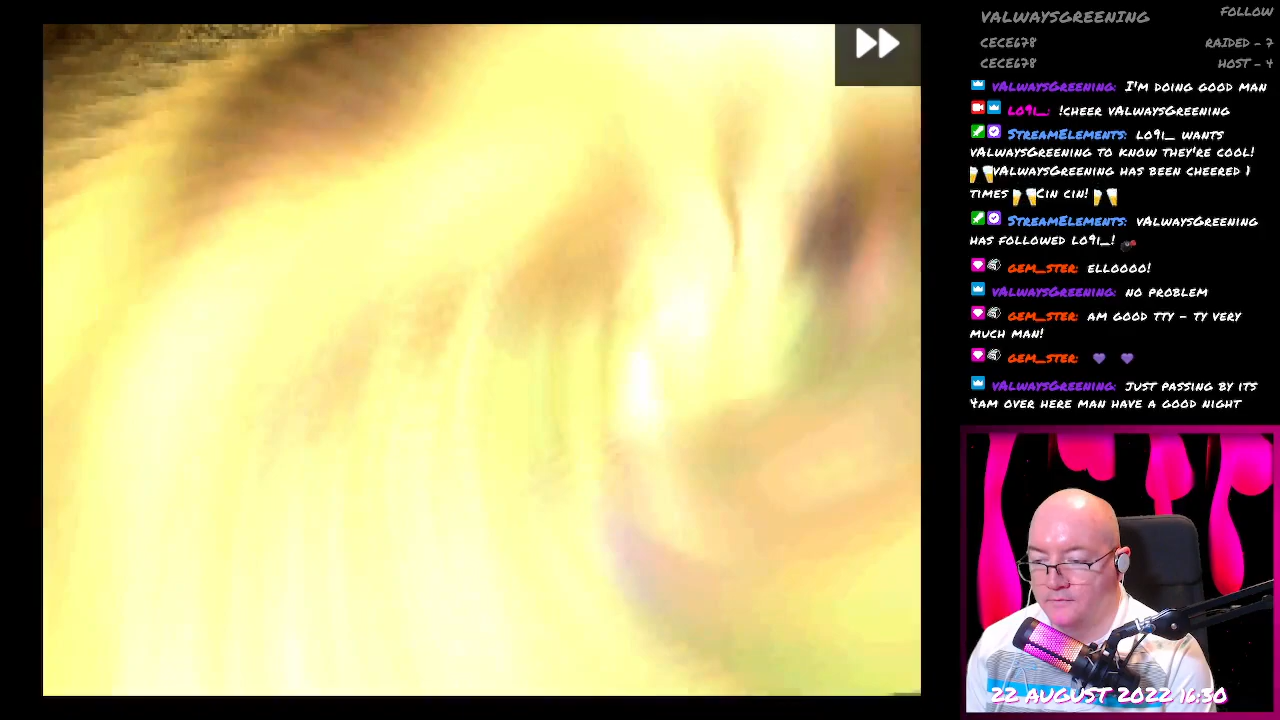 vAlwaysGreening
Follow
Cece678
Raided - 7
Cece678
Host - 4
vAlwaysGreening: I'm doing good man
lo9i_: !cheer vAlwaysGreening
StreamElements: lo9i_ wants
vAlwaysGreening to know they're cool!
vAlwaysGreening has been cheered 1
times Cin cin!
StreamElements: vAlwaysGreening
has followed lo9i_!
gem_ster: elloooo!
vAlwaysGreening: no problem
gem_ster: am good tty - ty very
much man!
gem_ster:
vAlwaysGreening: just passing by its
4am over here man have a good night
22 August 2022 16:30